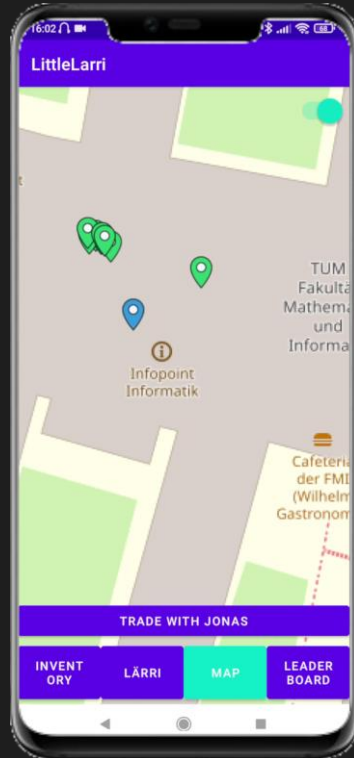 16:02
68
LittleLarri
t
TUM
Fakultä
Mathema
und
Informa
Infopoint
Informatik
Cafeteria
der FMI
(Wilhelm
Gastronom
TRADE WITH JONAS
INVENT
ORY
LÄRRI
MAP
LEADER
BOARD